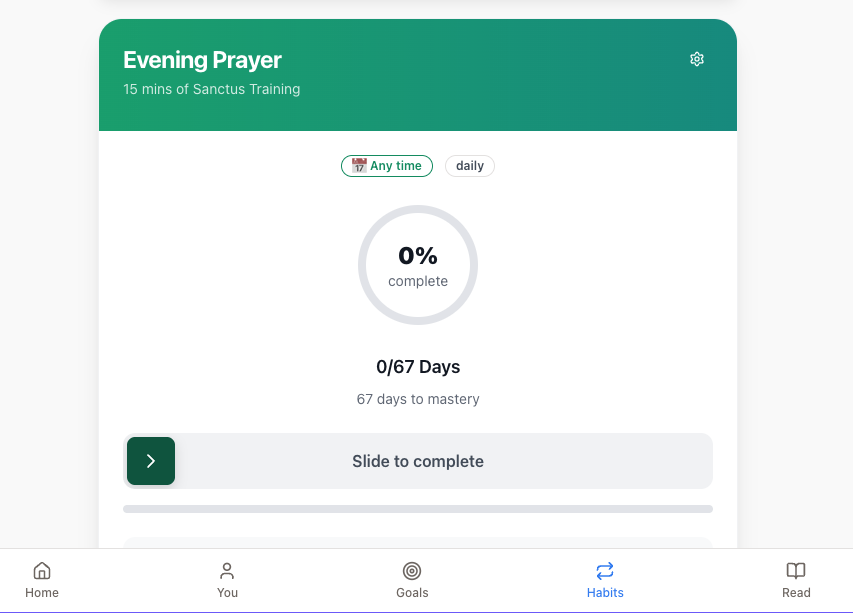 Evening Prayer
15 mins of Sanctus Training
Any time
daily
0%
complete
0/67 Days
67 days to mastery
Slide to complete
Home
You
Goals
Habits
Read